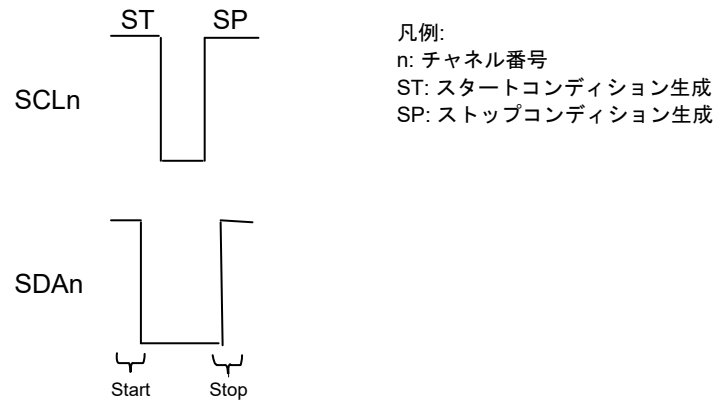 ST SP
SCLn
SDAn
Start Stop
凡例:
n: チャネル番号
ST: スタートコンディション生成
SP: ストップコンディション生成